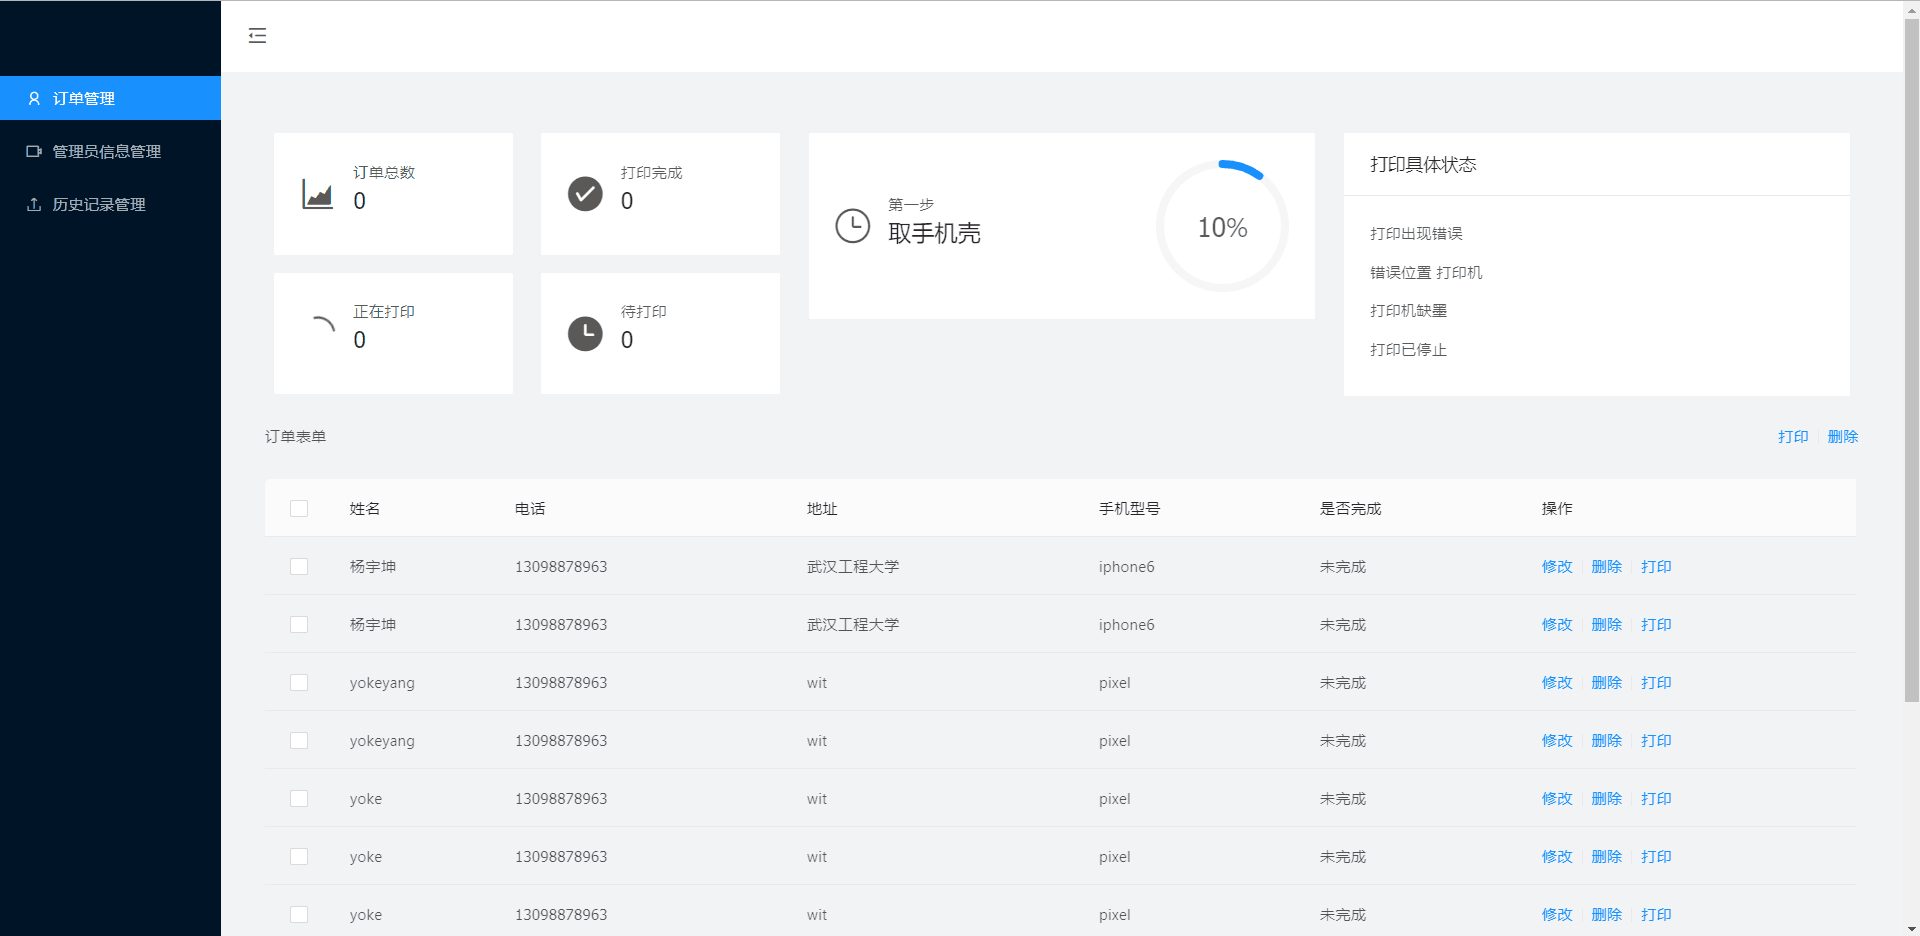 订单管理
管理员信息管理
历史记录管理
订单总数
0
打印完成
0
正在打印
0
待打印
0
第一步
取手机壳
10%
打印具体状态
打印出现错误
错误位置 打印机
打印机缺墨
打印已停止
订单表单
打印 删除
姓名 电话 地址 手机型号 是否完成 操作
杨宇坤 13098878963 武汉工程大学 iphone6 未完成 修改 删除 打印
杨宇坤 13098878963 武汉工程大学 iphone6 未完成 修改 删除 打印
yokeyang 13098878963 wit pixel 未完成 修改 删除 打印
yokeyang 13098878963 wit pixel 未完成 修改 删除 打印
yoke 13098878963 wit pixel 未完成 修改 删除 打印
yoke 13098878963 wit pixel 未完成 修改 删除 打印
yoke 13098878963 wit pixel 未完成 修改 删除 打印